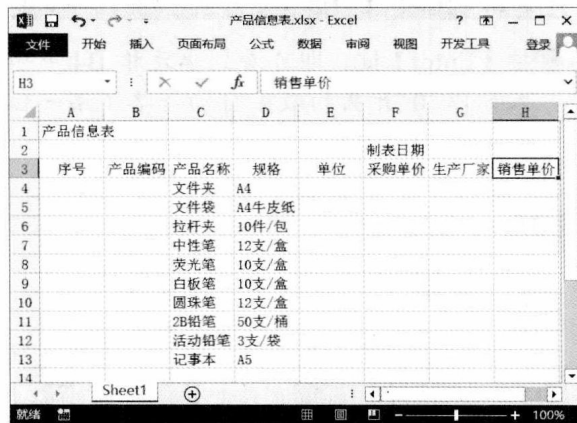 产品信息表.xlsx - Excel
文件 开始 插入 页面布局 公式 数据 审阅 视图 开发工具 登录
H3 fx 销售单价
A B C D E F G H
1 产品信息表
2 制表日期
3 序号 产品编码 产品名称 规格 单位 采购单价 生产厂家 销售单价
4 文件夹 A4
5 文件袋 A4牛皮纸
6 拉杆夹 10件/包
7 中性笔 12支/盒
8 荧光笔 10支/盒
9 白板笔 10支/盒
10 圆珠笔 12支/盒
11 2B铅笔 50支/桶
12 活动铅笔 3支/袋
13 记事本 A5
14
Sheet1
就绪 100%